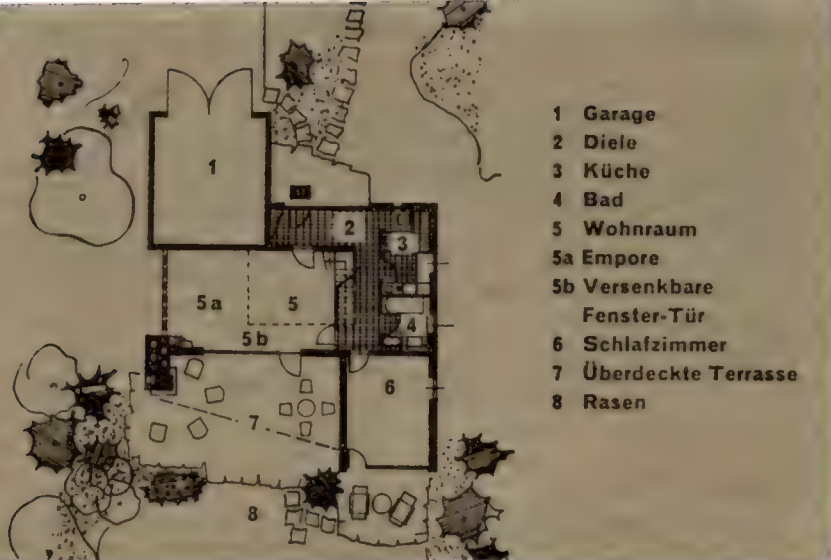 1 Garage
2 Diele
3 Küche
4 Bad
5 Wohnraum
5a Empore
5b Versenkbare
Fenster-Tür
6 Schlafzimmer
7 Überdeckte Terrasse
8 Rasen
1
2
3
5a
5
5b
4
6
7
8